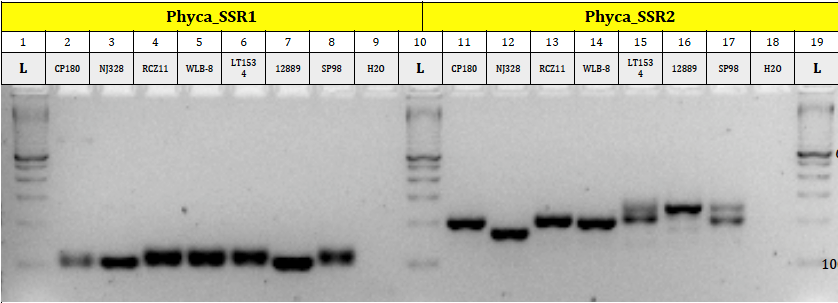 Phyca_SSR1 Phyca_SSR2
1 2 3 4 5 6 7 8 9 10 11 12 13 14 15 16 17 18 19
L CP180 NJ328 RCZ11 WLB-8 LT153 12889 SP98 H2O L CP180 NJ328 RCZ11 WLB-8 LT153 12889 SP98 H2O L
4 4
10